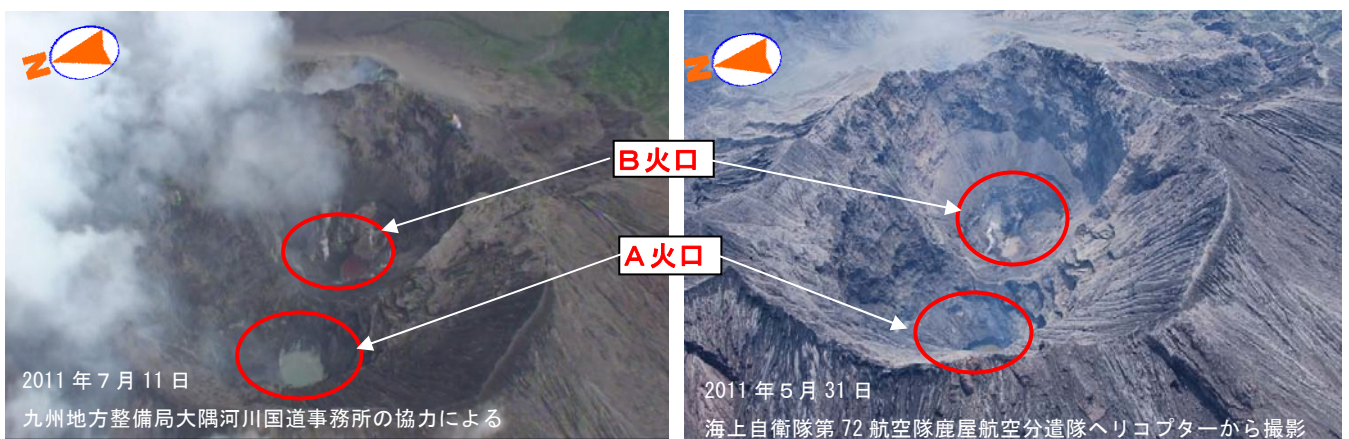 N
N
B火口
A火口
2011年7月11日
九州地方整備局大隅河川国道事務所の協力による
2011年5月31日
海上自衛隊第72航空隊鹿屋航空分遣隊ヘリコプターから撮影